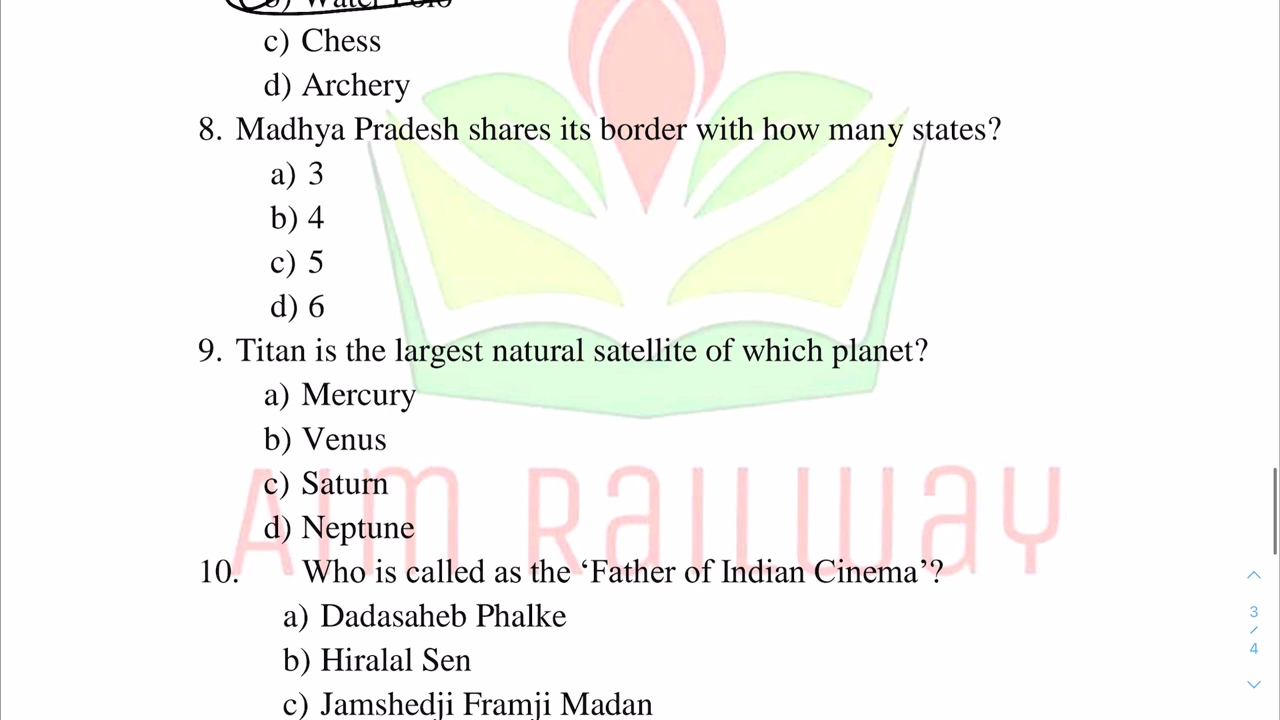 b) Water Polo
c) Chess
d) Archery
8. Madhya Pradesh shares its border with how many states?
a) 3
b) 4
c) 5
d) 6
9. Titan is the largest natural satellite of which planet?
a) Mercury
b) Venus
c) Saturn
d) Neptune
10. Who is called as the ‘Father of Indian Cinema’?
a) Dadasaheb Phalke
b) Hiralal Sen
c) Jamshedji Framji Madan
AIM RaILWaY
3
/
4